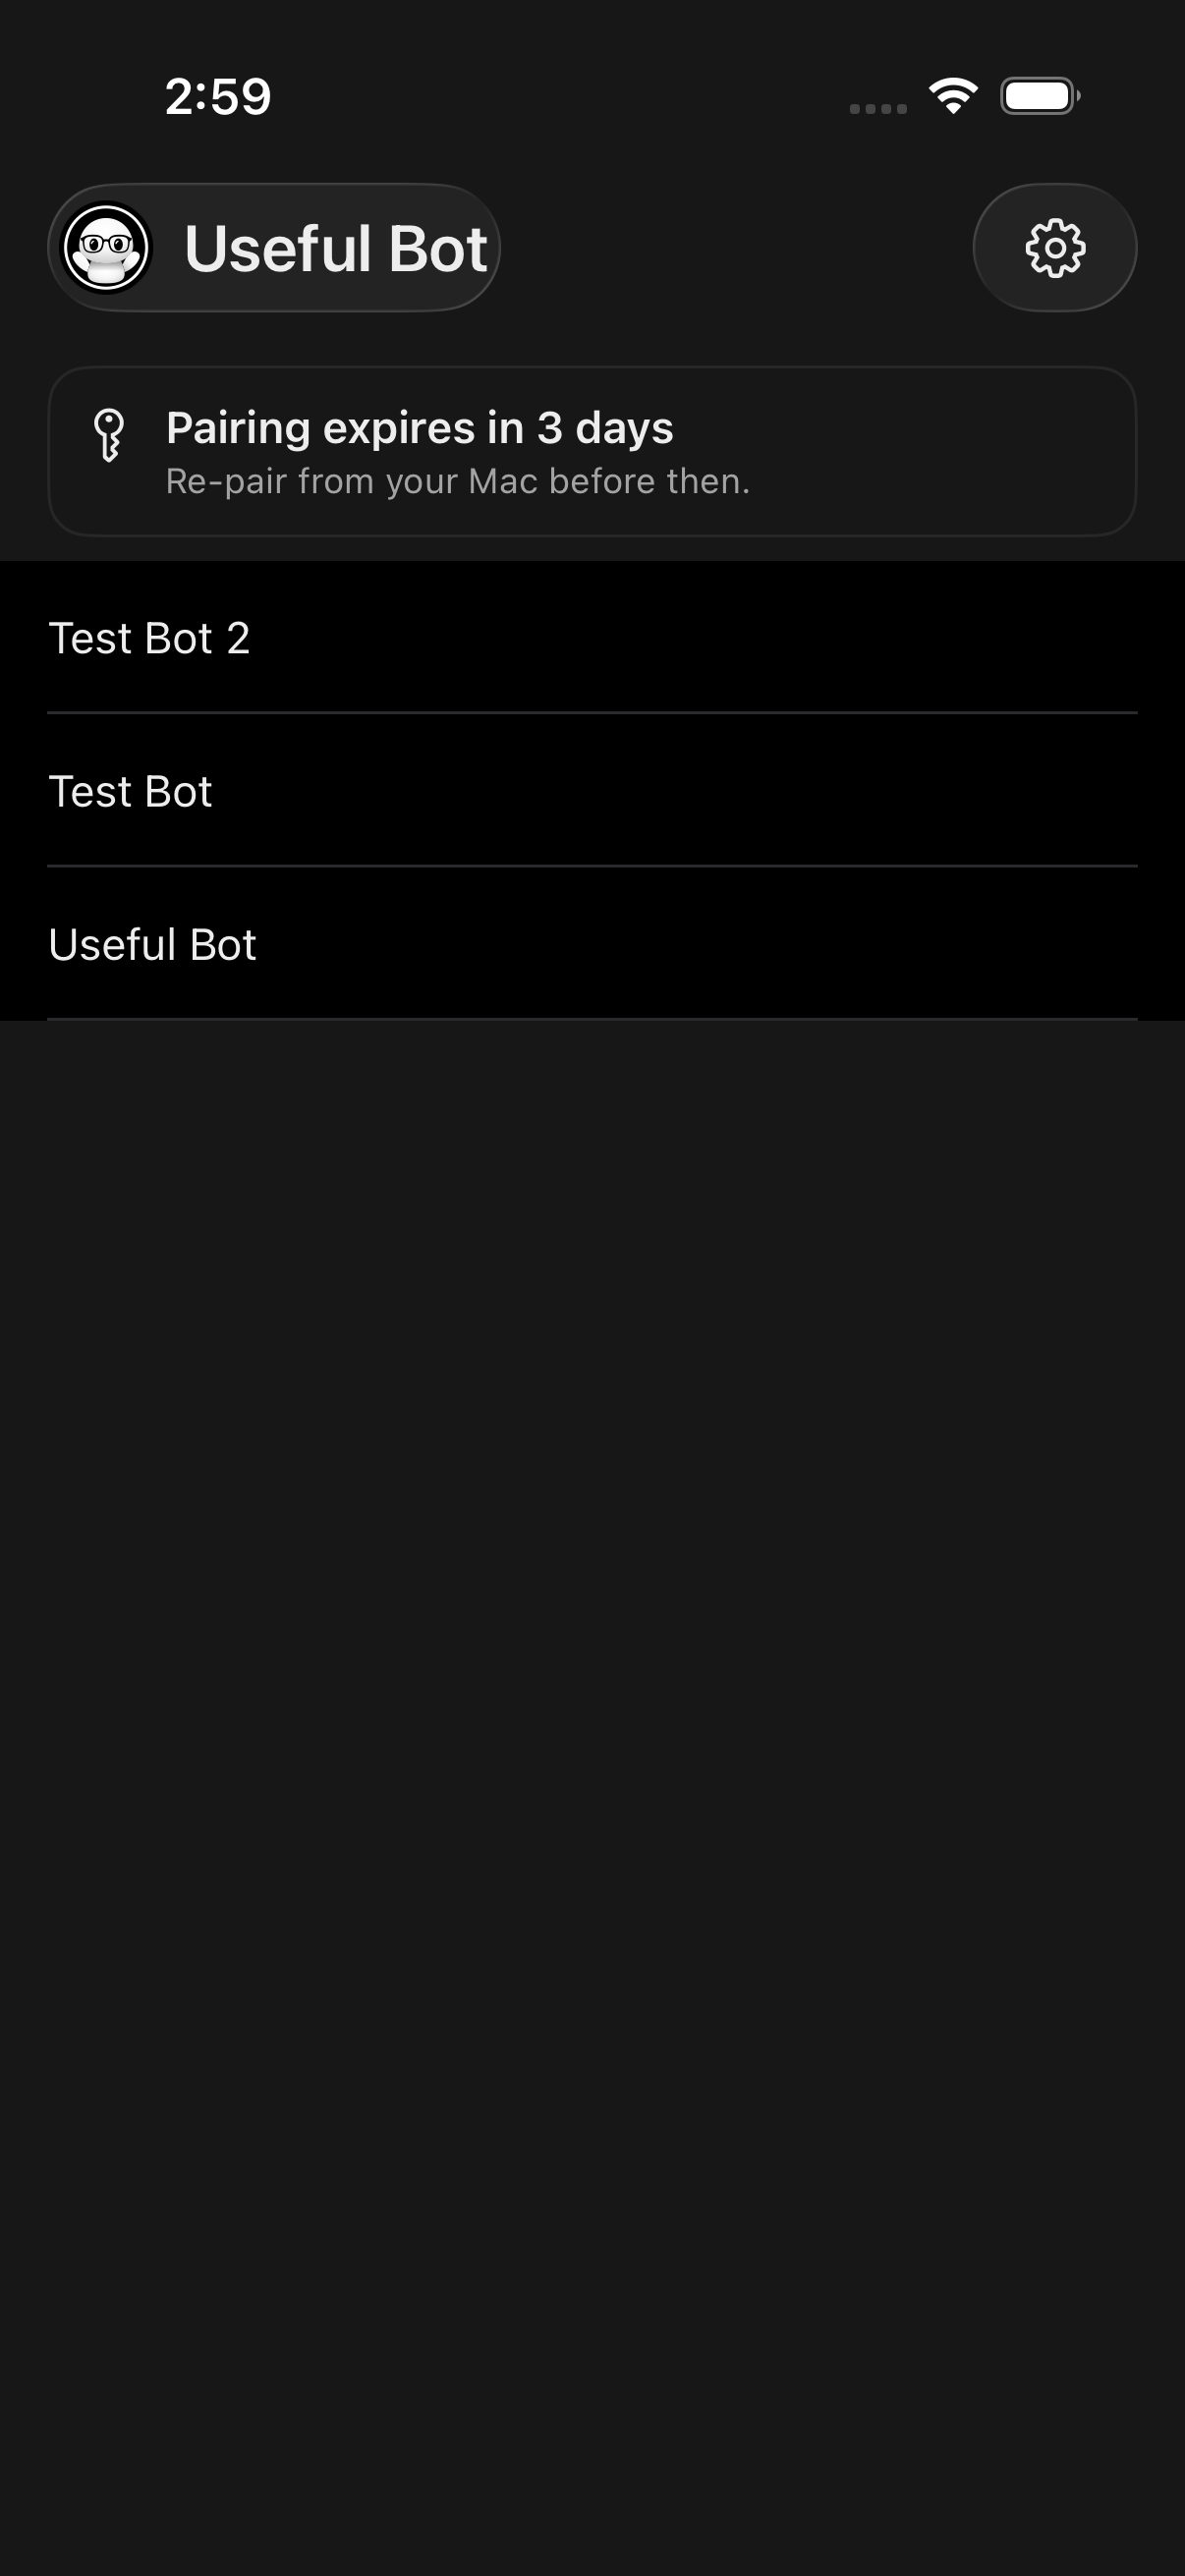 2:59
Useful Bot
Pairing expires in 3 days
Re-pair from your Mac before then.
Test Bot 2
Test Bot
Useful Bot